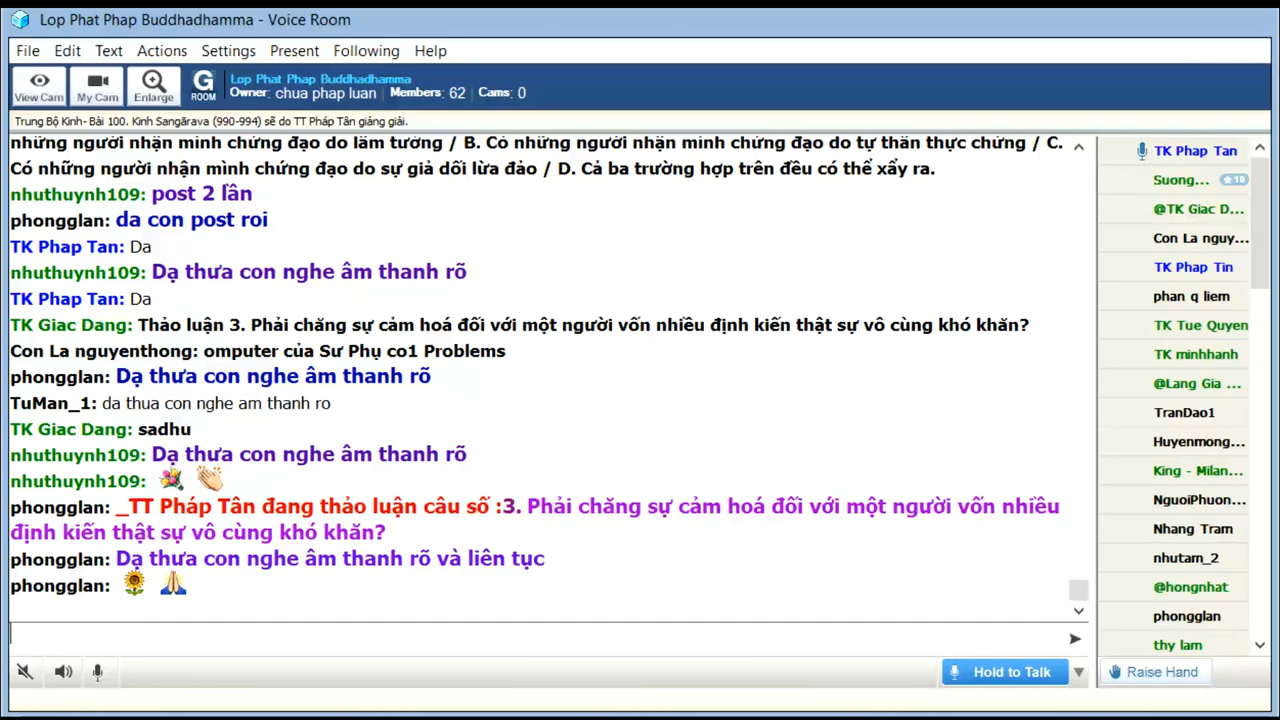 Lop Phat Phap Buddhadhamma - Voice Room
File Edit Text Actions Settings Present Following Help
View Cam My Cam Enlarge G ROOM Lop Phat Phap Buddhadhamma
Owner: chua phap luan Members: 62 Cams: 0
Trung Bộ Kinh- Bài 100. Kinh Sangārava (990-994) sẽ do TT Pháp Tân giảng giải.
những người nhận mình chứng đạo do lầm tưởng / B. Có những người nhận mình chứng đạo do tự thân thực chứng / C.
Có những người nhận mình chứng đạo do sự giả dối lừa đảo / D. Cả ba trường hợp trên đều có thể xẩy ra.
nhuthuynh109: post 2 lần
phongglan: da con post roi
TK Phap Tan: Da
nhuthuynh109: Dạ thưa con nghe âm thanh rõ
TK Phap Tan: Da
TK Giac Dang: Thảo luận 3. Phải chăng sự cảm hoá đối với một người vốn nhiều định kiến thật sự vô cùng khó khăn?
Con La nguyenthong: omputer của Sư Phụ co1 Problems
phongglan: Dạ thưa con nghe âm thanh rõ
TuMan_1: da thua con nghe am thanh ro
TK Giac Dang: sadhu
nhuthuynh109: Dạ thưa con nghe âm thanh rõ
nhuthuynh109:
phongglan: _TT Pháp Tân đang thảo luận câu số :3. Phải chăng sự cảm hoá đối với một người vốn nhiều
định kiến thật sự vô cùng khó khăn?
phongglan: Dạ thưa con nghe âm thanh rõ và liên tục
phongglan:
TK Phap Tan
Suong... 10
@TK Giac D...
Con La nguy...
TK Phap Tin
phan q liem
TK Tue Quyen
TK minhhanh
@Lang Gia ...
TranDao1
Huyenmong...
King - Milan...
NguoiPhuon...
Nhang Tram
nhutam_2
@hongnhat
phongglan
thy lam
Hold to Talk
Raise Hand